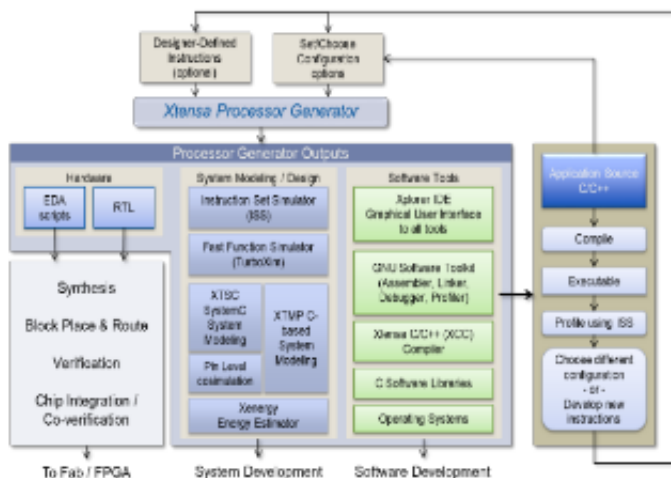 Designer-Defined
Instructions
(optional)
Set/Choose
Configuration
options
Xtensa Processor Generator
Processor Generator Outputs
Hardware
EDA
scripts
RTL
Synthesis
Block Place & Route
Verification
Chip Integration /
Co-verification
To Fab / FPGA
System Modeling / Design
Instruction Set Simulator
(ISS)
Fast Function Simulator
(TurboXim)
XTSC
SystemC
System
Modeling
XTMP C-
based
System
Modeling
Pin Level
cosimulation
Xenergy
Energy Estimator
System Development
Software Tools
Xplorer IDE
Graphical User Interface
to all tools
GNU Software Toolkit
(Assembler, Linker,
Debugger, Profiler)
Xtensa C/C++ (XCC)
Compiler
C Software Libraries
Operating Systems
Software Development
Application Source
C/C++
Compile
Executable
Profile using ISS
Choose different
configuration
- or -
Develop new
instructions